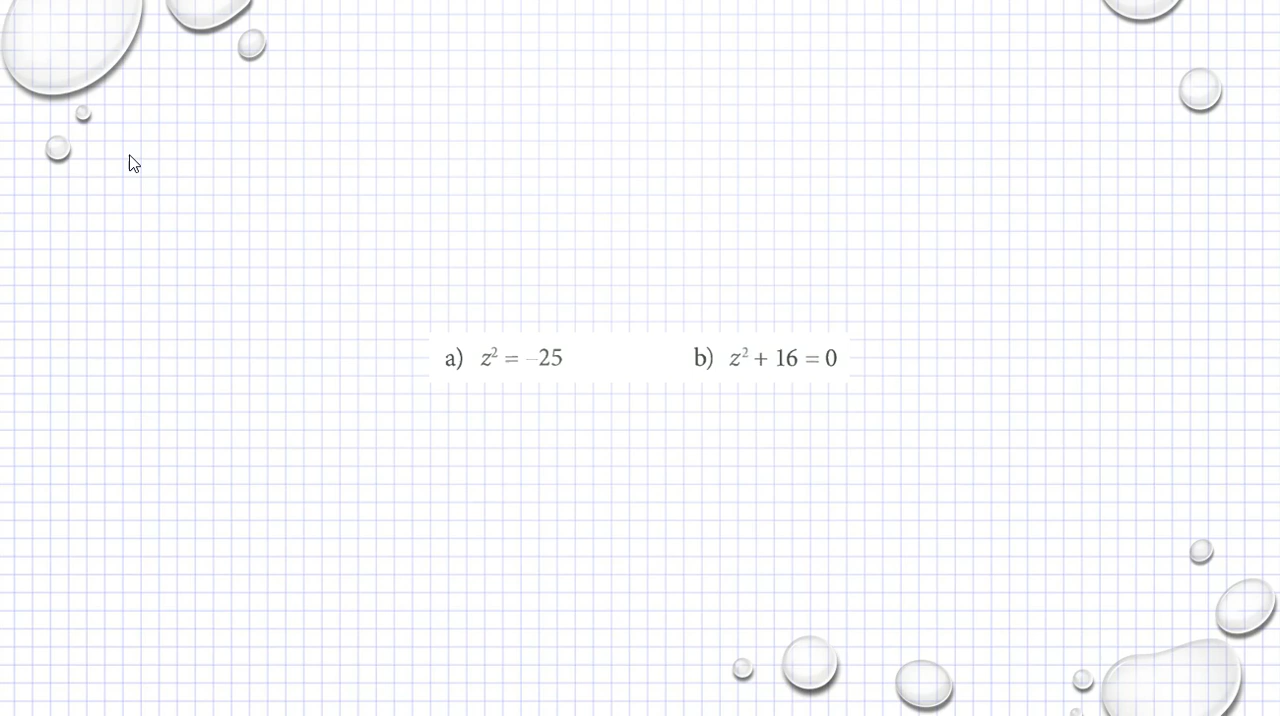 a) z² = –25 b) z² + 16 = 0